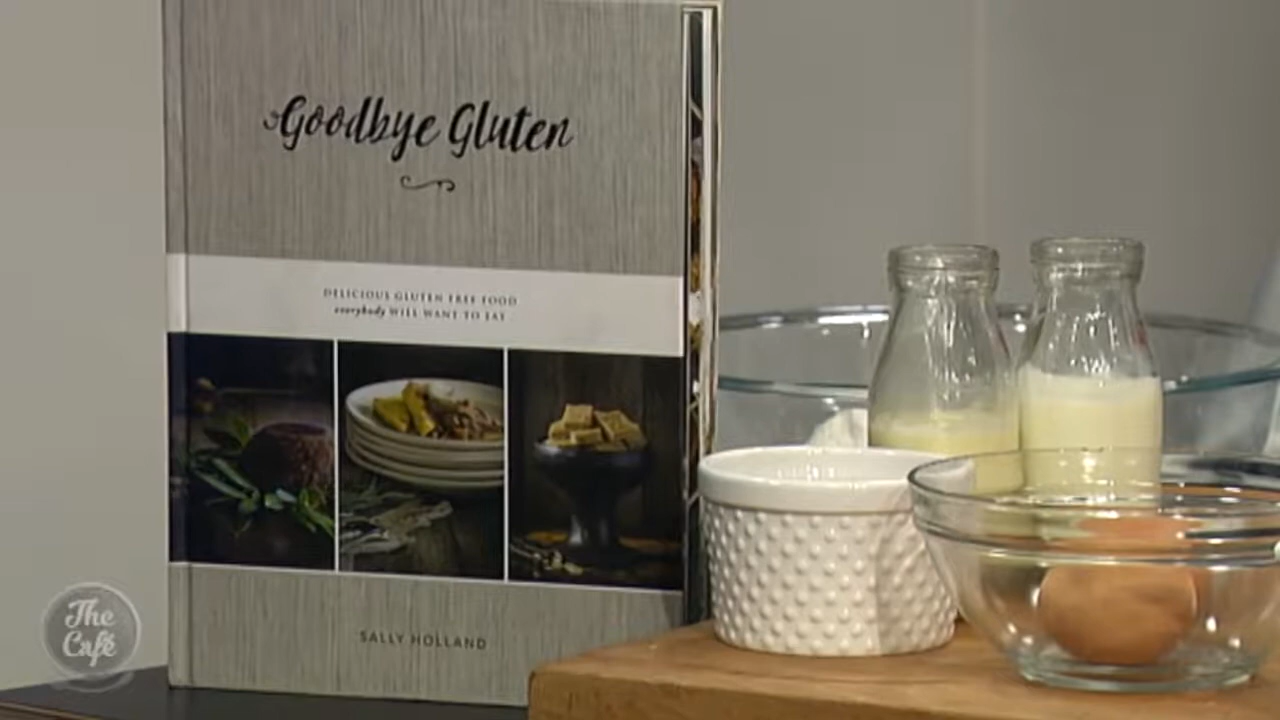 Goodbye Gluten
DELICIOUS GLUTEN FREE FOOD
everybody WILL WANT TO EAT
SALLY HOLLAND
The
Café